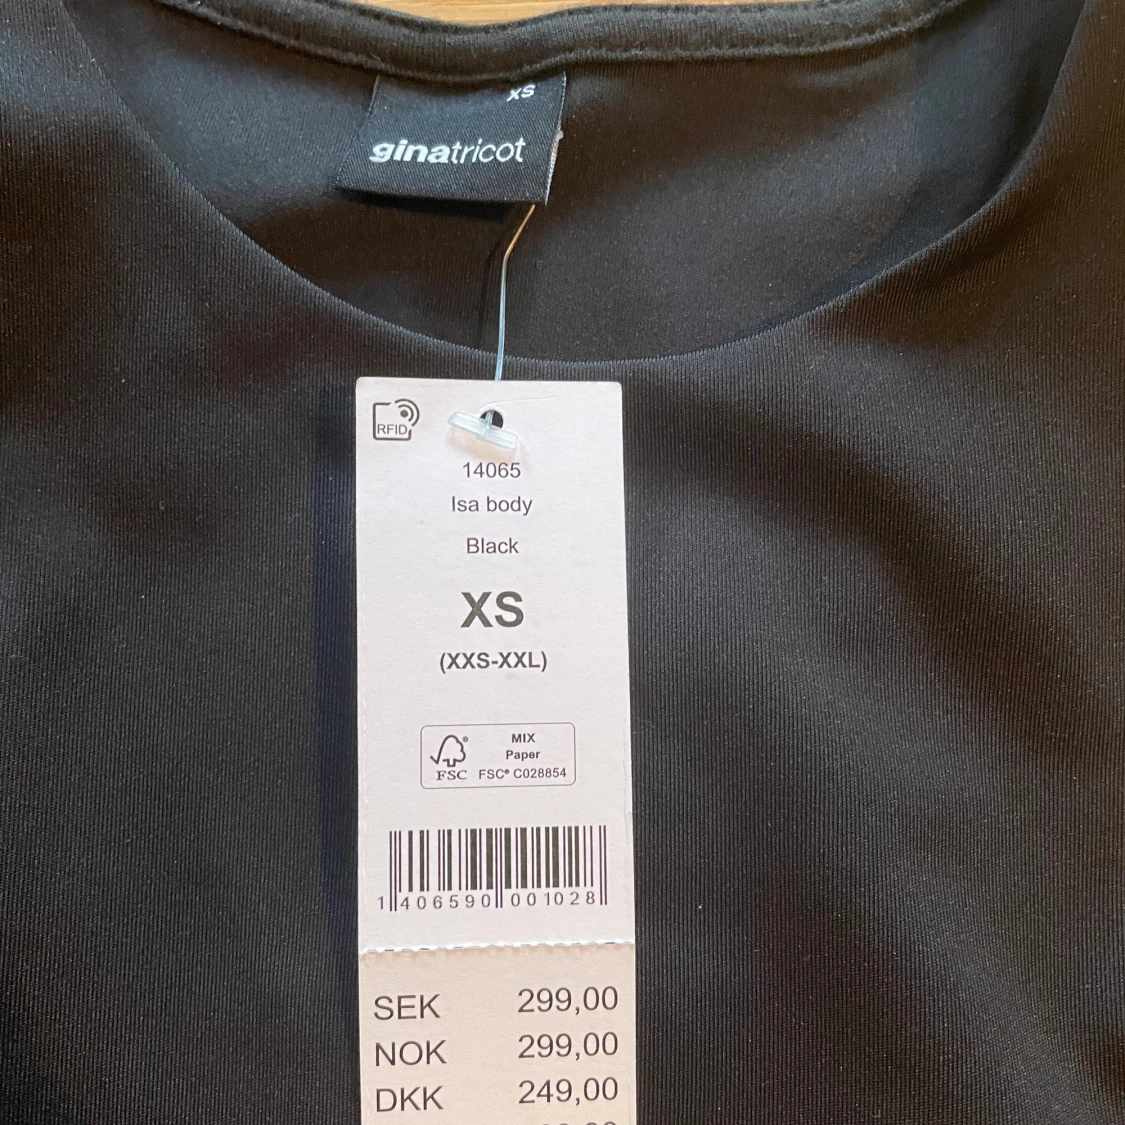 XS
ginatricot
RFID
14065
Isa body
Black
XS
(XXS-XXL)
MIX
Paper
FSC® C028854
FSC
1 406590 001028
SEK 299,00
NOK 299,00
DKK 249,00